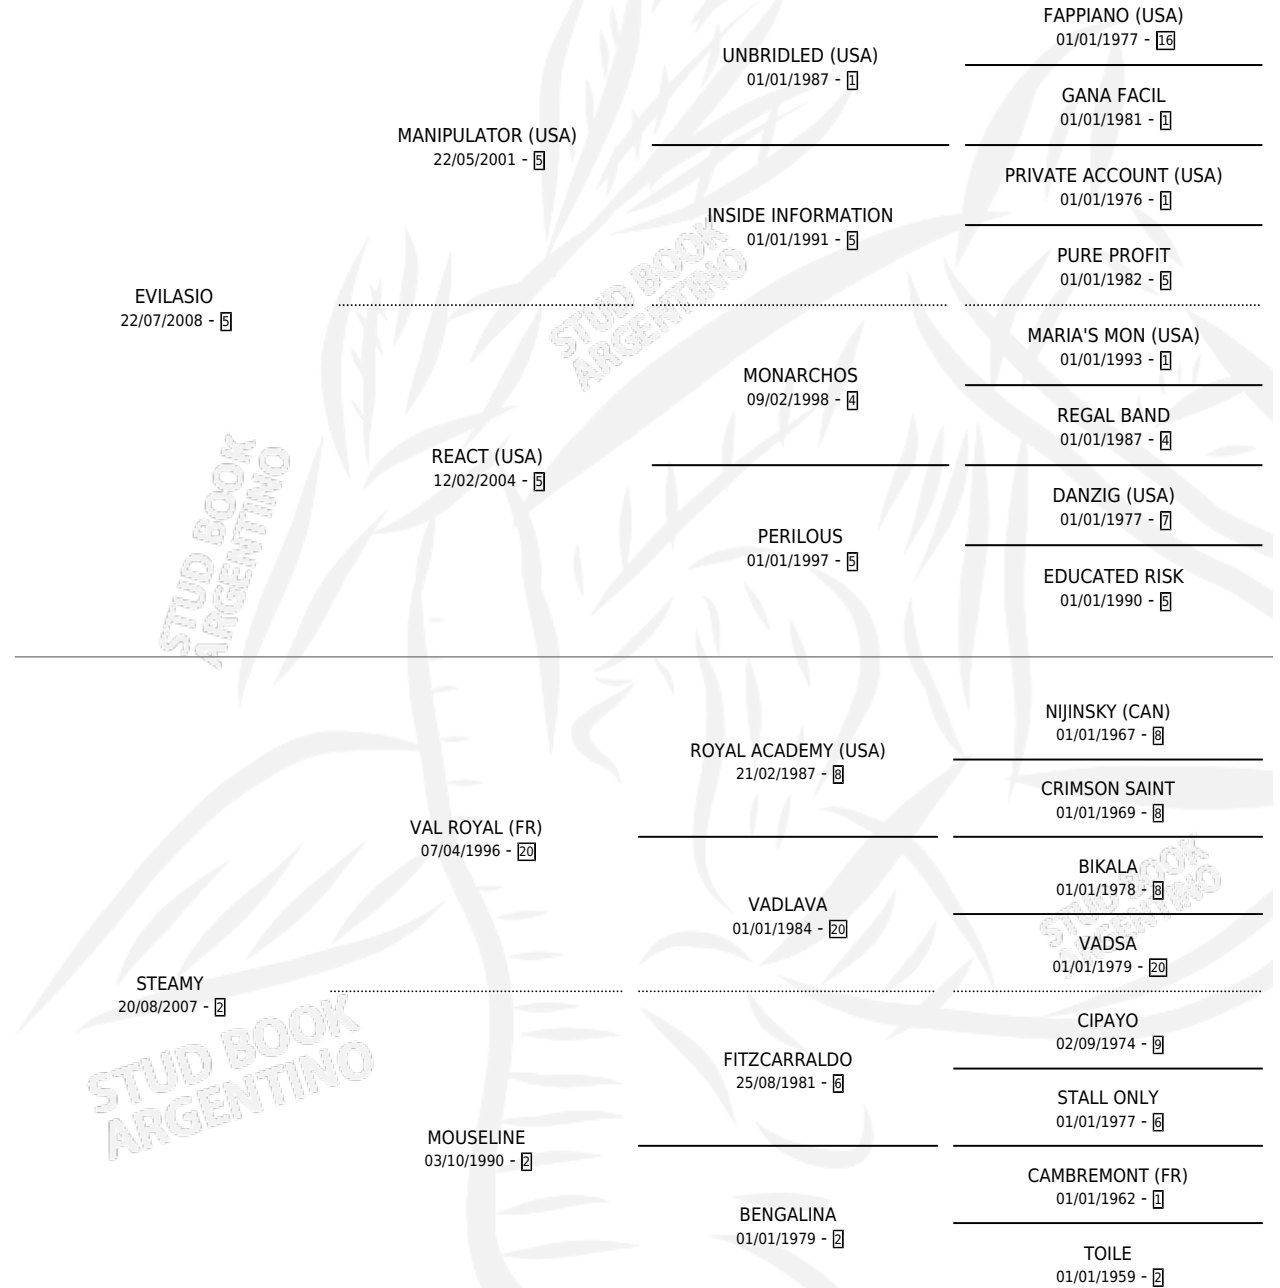 FAPPIANO (USA)
01/01/1977 - 16
UNBRIDLED (USA)
01/01/1987 - 1
GANA FACIL
01/01/1981 - 1
MANIPULATOR (USA)
22/05/2001 - 5
PRIVATE ACCOUNT (USA)
01/01/1976 - 1
INSIDE INFORMATION
01/01/1991 - 5
PURE PROFIT
01/01/1982 - 5
EVILASIO
22/07/2008 - 5
MARIA'S MON (USA)
01/01/1993 - 1
MONARCHOS
09/02/1998 - 4
REGAL BAND
01/01/1987 - 4
REACT (USA)
12/02/2004 - 5
DANZIG (USA)
01/01/1977 - 7
PERILOUS
01/01/1997 - 5
EDUCATED RISK
01/01/1990 - 5
NIJINSKY (CAN)
01/01/1967 - 8
ROYAL ACADEMY (USA)
21/02/1987 - 8
CRIMSON SAINT
01/01/1969 - 8
VAL ROYAL (FR)
07/04/1996 - 20
BIKALA
01/01/1978 - 8
VADLAVA
01/01/1984 - 20
VADSA
01/01/1979 - 20
STEAMY
20/08/2007 - 2
CIPAYO
02/09/1974 - 9
FITZCARRALDO
25/08/1981 - 6
STALL ONLY
01/01/1977 - 6
MOUSELINE
03/10/1990 - 2
CAMBREMONT (FR)
01/01/1962 - 1
BENGALINA
01/01/1979 - 2
TOILE
01/01/1959 - 2
STUD BOOK
ARGENTINO
STUD BOOK
ARGENTINO
STUD BOOK
ARGENTINO
STUD BOOK
ARGENTINO